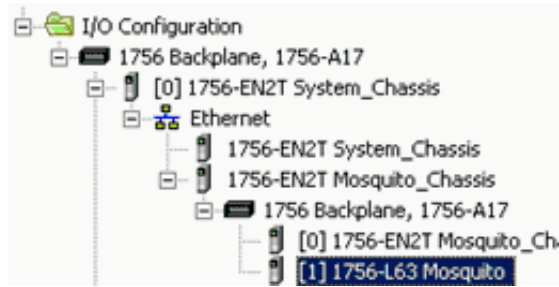 I/O Configuration
1756 Backplane, 1756-A17
[0] 1756-EN2T System_Chassis
Ethernet
1756-EN2T System_Chassis
1756-EN2T Mosquito_Chassis
1756 Backplane, 1756-A17
[0] 1756-EN2T Mosquito_Ch
[1] 1756-L63 Mosquito